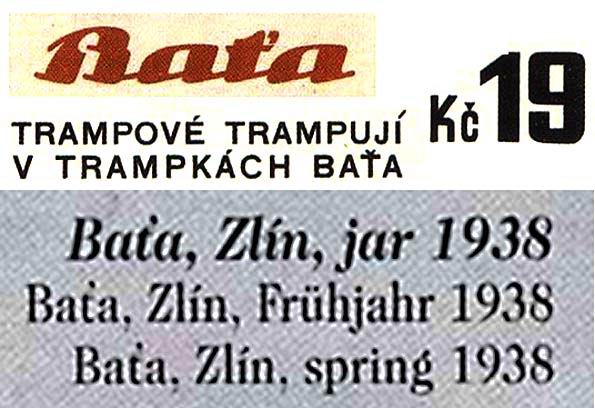 Baťa
Kč 19
TRAMPOVÉ TRAMPUJÍ
V TRAMPKÁCH BAŤA
Baťa, Zlín, jar 1938
Baťa, Zlín, Frühjahr 1938
Baťa, Zlín, spring 1938